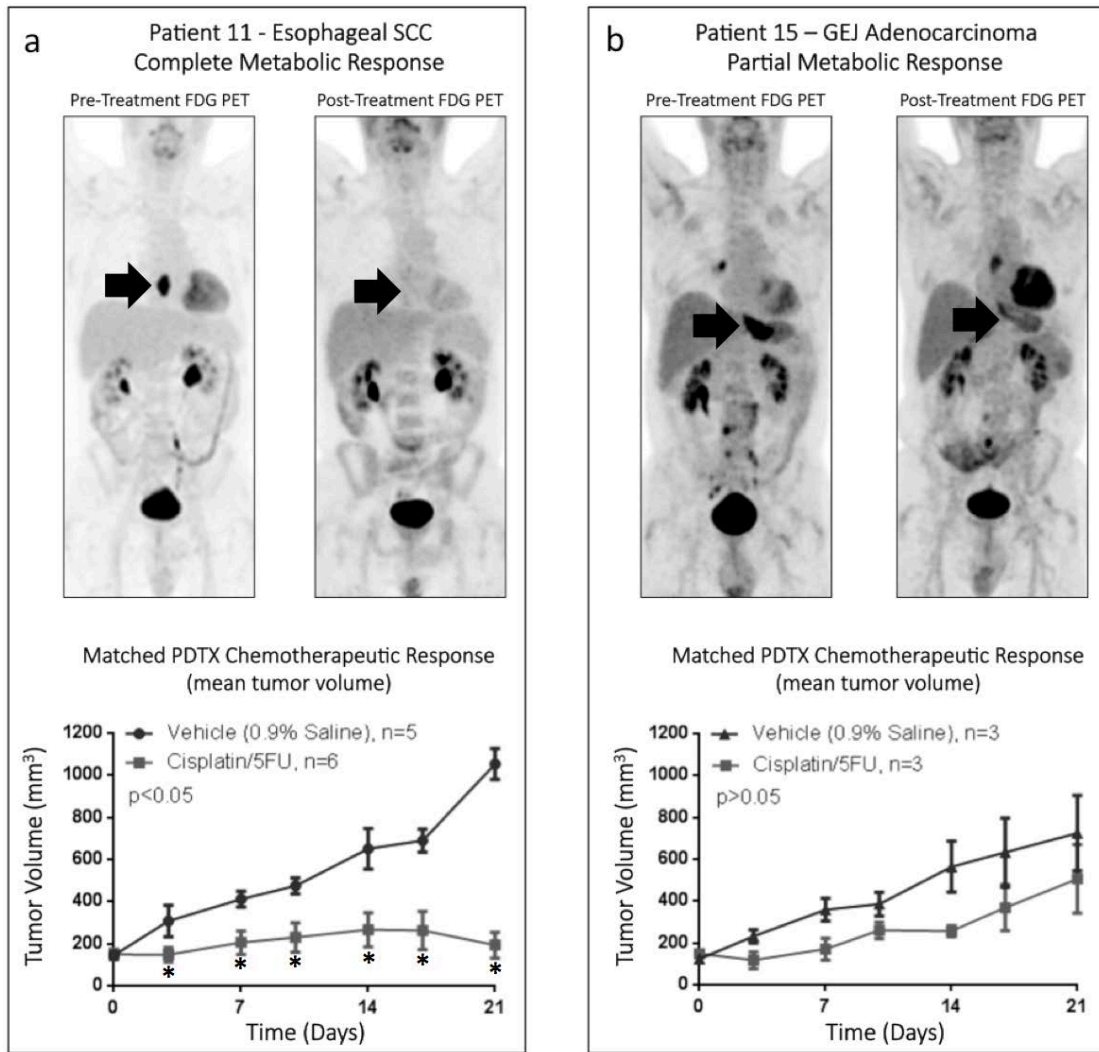 a
Patient 11 - Esophageal SCC
Complete Metabolic Response
Pre-Treatment FDG PET
Post-Treatment FDG PET
Matched PDTX Chemotherapeutic Response
(mean tumor volume)
Tumor Volume (mm³)
1200
1000
800
600
400
200
0
Vehicle (0.9% Saline), n=5
Cisplatin/5FU, n=6
p<0.05
* * * * * *
0 7 14 21
Time (Days)
b
Patient 15 – GEJ Adenocarcinoma
Partial Metabolic Response
Pre-Treatment FDG PET
Post-Treatment FDG PET
Matched PDTX Chemotherapeutic Response
(mean tumor volume)
Tumor Volume (mm³)
1200
1000
800
600
400
200
0
Vehicle (0.9% Saline), n=3
Cisplatin/5FU, n=3
p>0.05
0 7 14 21
Time (Days)